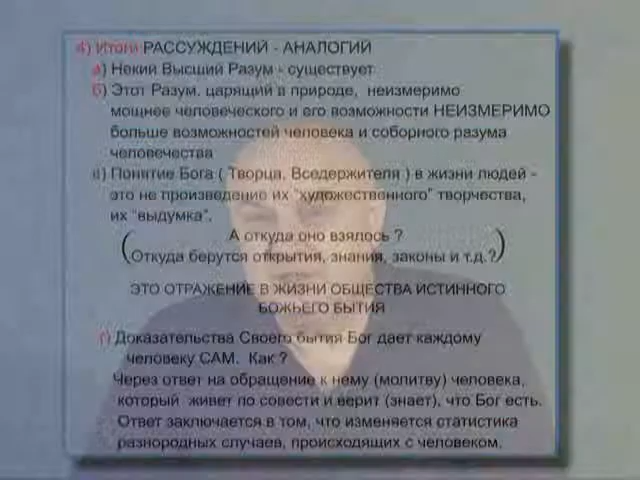 4) Итоги РАССУЖДЕНИЙ - АНАЛОГИЙ
а) Некий Высший Разум - существует
б) Этот Разум, царящий в природе, неизмеримо
мощнее человеческого и его возможности НЕИЗМЕРИМО
больше возможностей человека и соборного разума
человечества
в) Понятие Бога ( Творца, Вседержителя ) в жизни людей -
это не произведение их "художественного" творчества,
их "выдумка".
А откуда оно взялось ?
(Откуда берутся открытия, знания, законы и т.д.?)
ЭТО ОТРАЖЕНИЕ В ЖИЗНИ ОБЩЕСТВА ИСТИННОГО
БОЖЬЕГО БЫТИЯ
г) Доказательства Своего бытия Бог дает каждому
человеку САМ. Как ?
Через ответ на обращение к нему (молитву) человека,
который живет по совести и верит (знает), что Бог есть.
Ответ заключается в том, что изменяется статистика
разнородных случаев, происходящих с человеком.